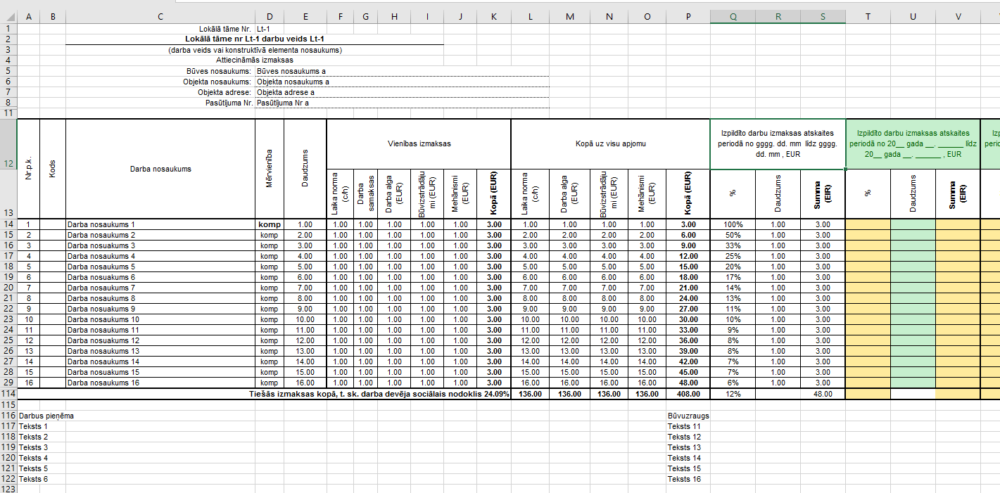 A B C D E F G H I J K L M N O P Q R S T U V
1 Lokālā tāme Nr. Lt-1
2 Lokālā tāme nr Lt-1 darbu veids Lt-1
3 (darba veids vai konstruktīvā elementa nosaukums)
4 Attiecināmās izmaksas
5 Būves nosaukums: Būves nosaukums a
6 Objekta nosaukums: Objekta nosaukums a
7 Objekta adrese: Objekta adrese a
8 Pasūtījuma Nr. Pasūtījuma Nr a
11
12 Nr.p.k. Kods Darba nosaukums Mērvienība Daudzums Vienības izmaksas Kopā uz visu apjomu
Izpildīto darbu izmaksas atskaites
periodā no gggg. dd. mm līdz gggg.
dd. mm , EUR
Izpildīto darbu izmaksas atskaites
periodā no 20__ gada __. ______ līdz
20__ gada __. ______ , EUR
13 Laika norma (c/h) Darba samaksas Darba alga (EUR) Būvizstrādājumi (EUR) Mehānismi (EUR) Kopā (EUR) Laika norma (c/h) Darba alga (EUR) Būvizstrādājumi (EUR) Mehānismi (EUR) Kopā (EUR) % Daudzums Summa (EIR) % Daudzums Summa (EIR)
14 1 Darba nosaukums 1 komp 1.00 1.00 1.00 1.00 1.00 1.00 3.00 1.00 1.00 1.00 1.00 3.00 100% 1.00 3.00
15 2 Darba nosuakums 2 komp 2.00 1.00 1.00 1.00 1.00 1.00 3.00 2.00 2.00 2.00 2.00 6.00 50% 1.00 3.00
16 3 Darba nosaukums 3 komp 3.00 1.00 1.00 1.00 1.00 1.00 3.00 3.00 3.00 3.00 3.00 9.00 33% 1.00 3.00
17 4 Darba nosaukums 4 komp 4.00 1.00 1.00 1.00 1.00 1.00 3.00 4.00 4.00 4.00 4.00 12.00 25% 1.00 3.00
18 5 Darba nosaukums 5 komp 5.00 1.00 1.00 1.00 1.00 1.00 3.00 5.00 5.00 5.00 5.00 15.00 20% 1.00 3.00
19 6 Darba nosuakums 6 komp 6.00 1.00 1.00 1.00 1.00 1.00 3.00 6.00 6.00 6.00 6.00 18.00 17% 1.00 3.00
20 7 Darba nosaukums 7 komp 7.00 1.00 1.00 1.00 1.00 1.00 3.00 7.00 7.00 7.00 7.00 21.00 14% 1.00 3.00
21 8 Darba nosaukums 8 komp 8.00 1.00 1.00 1.00 1.00 1.00 3.00 8.00 8.00 8.00 8.00 24.00 13% 1.00 3.00
22 9 Darba nosuakums 9 komp 9.00 1.00 1.00 1.00 1.00 1.00 3.00 9.00 9.00 9.00 9.00 27.00 11% 1.00 3.00
23 10 Darba nosaukums 10 komp 10.00 1.00 1.00 1.00 1.00 1.00 3.00 10.00 10.00 10.00 10.00 30.00 10% 1.00 3.00
24 11 Darba nosaukums 11 komp 11.00 1.00 1.00 1.00 1.00 1.00 3.00 11.00 11.00 11.00 11.00 33.00 9% 1.00 3.00
25 12 Darba nosaukums 12 komp 12.00 1.00 1.00 1.00 1.00 1.00 3.00 12.00 12.00 12.00 12.00 36.00 8% 1.00 3.00
26 13 Darba nosaukums 13 komp 13.00 1.00 1.00 1.00 1.00 1.00 3.00 13.00 13.00 13.00 13.00 39.00 8% 1.00 3.00
27 14 Darba nosuakums 14 komp 14.00 1.00 1.00 1.00 1.00 1.00 3.00 14.00 14.00 14.00 14.00 42.00 7% 1.00 3.00
28 15 Darba nosaukums 15 komp 15.00 1.00 1.00 1.00 1.00 1.00 3.00 15.00 15.00 15.00 15.00 45.00 7% 1.00 3.00
29 16 Darba nosaukums 16 komp 16.00 1.00 1.00 1.00 1.00 1.00 3.00 16.00 16.00 16.00 16.00 48.00 6% 1.00 3.00
114 Tiešās izmaksas kopā, t. sk. darba devēja sociālais nodoklis 24.09% 136.00 136.00 136.00 136.00 408.00 12% 48.00
115
116 Darbus pieņēma Būvuzraugs
117 Teksts 1 Teksts 11
118 Teksts 2 Teksts 12
119 Teksts 3 Teksts 13
120 Teksts 4 Teksts 14
121 Teksts 5 Teksts 15
122 Teksts 6 Teksts 16
123